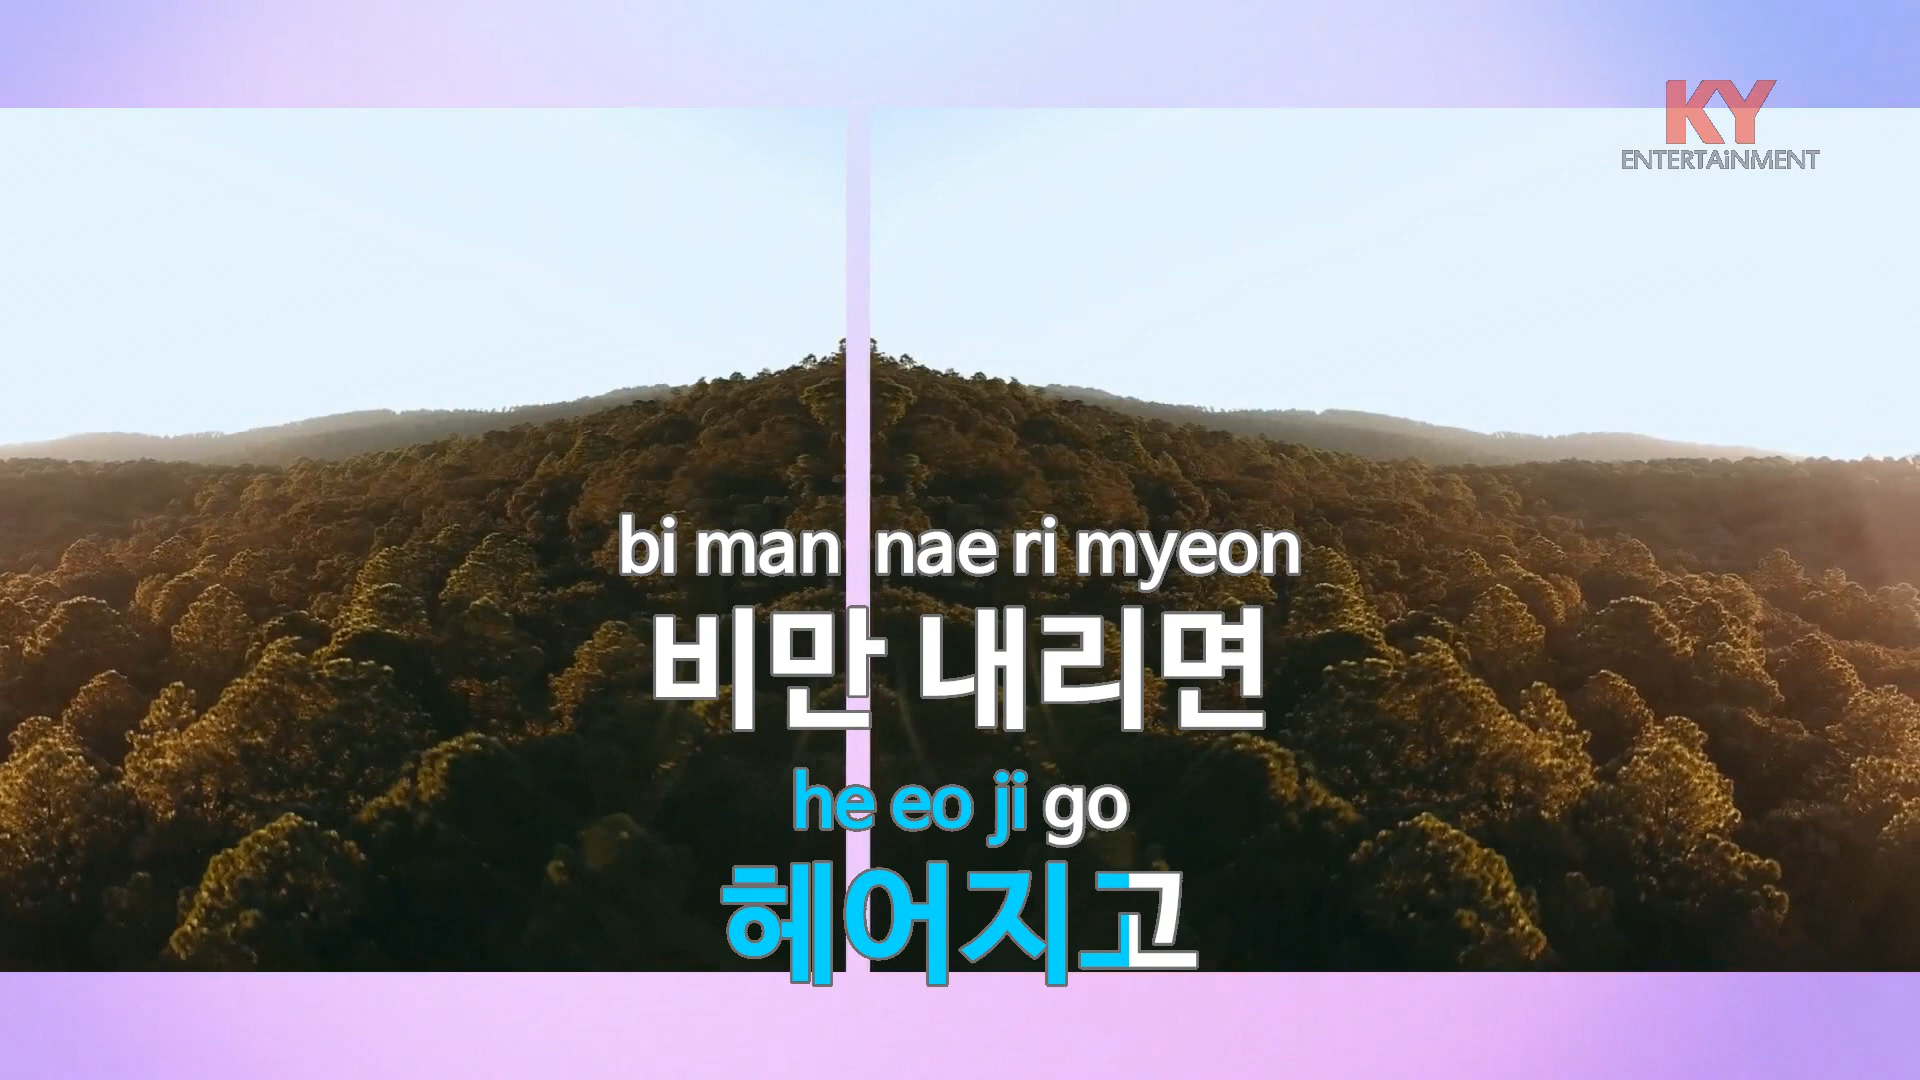 KY
ENTERTAiNMENT
bi man nae ri myeon
비만 내리면
he eo ji go
헤어지고